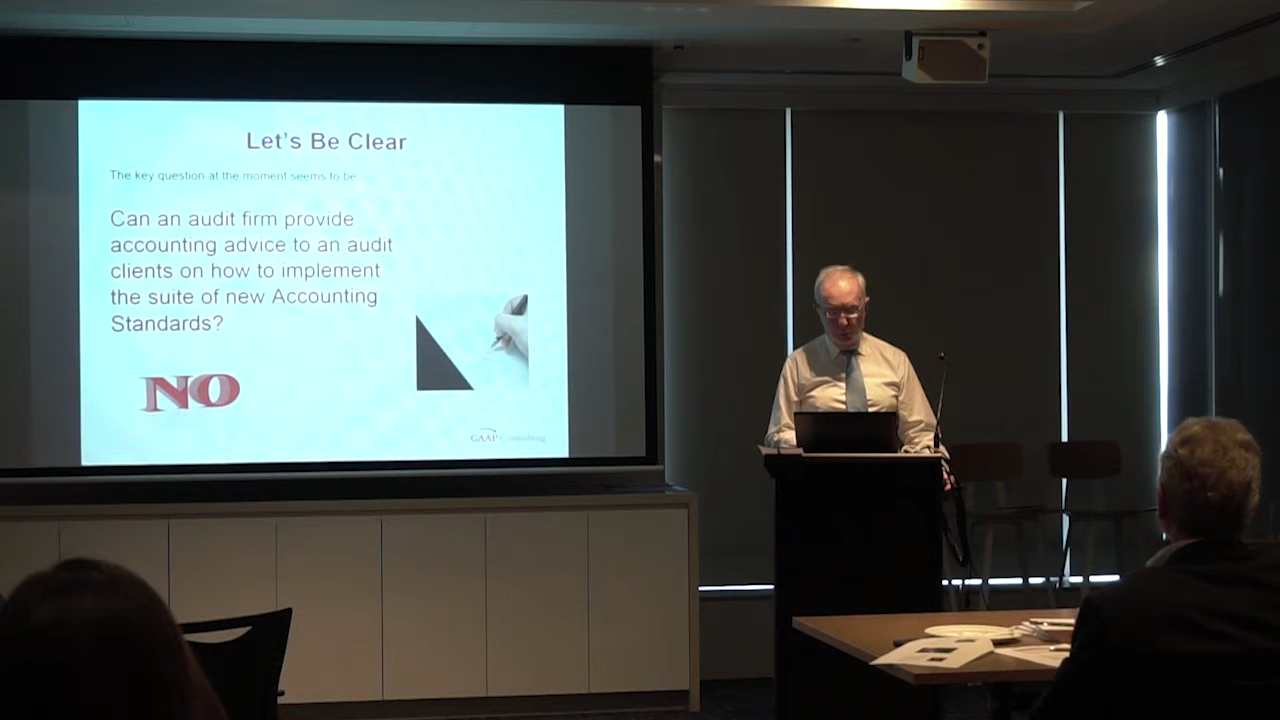 Let's Be Clear
The key question at the moment seems to be
Can an audit firm provide
accounting advice to an audit
clients on how to implement
the suite of new Accounting
Standards?
NO
GAAP Consulting